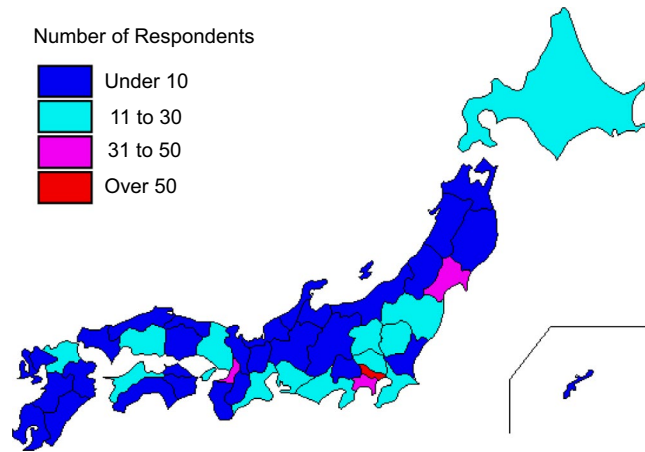 Number of Respondents
Under 10
11 to 30
31 to 50
Over 50